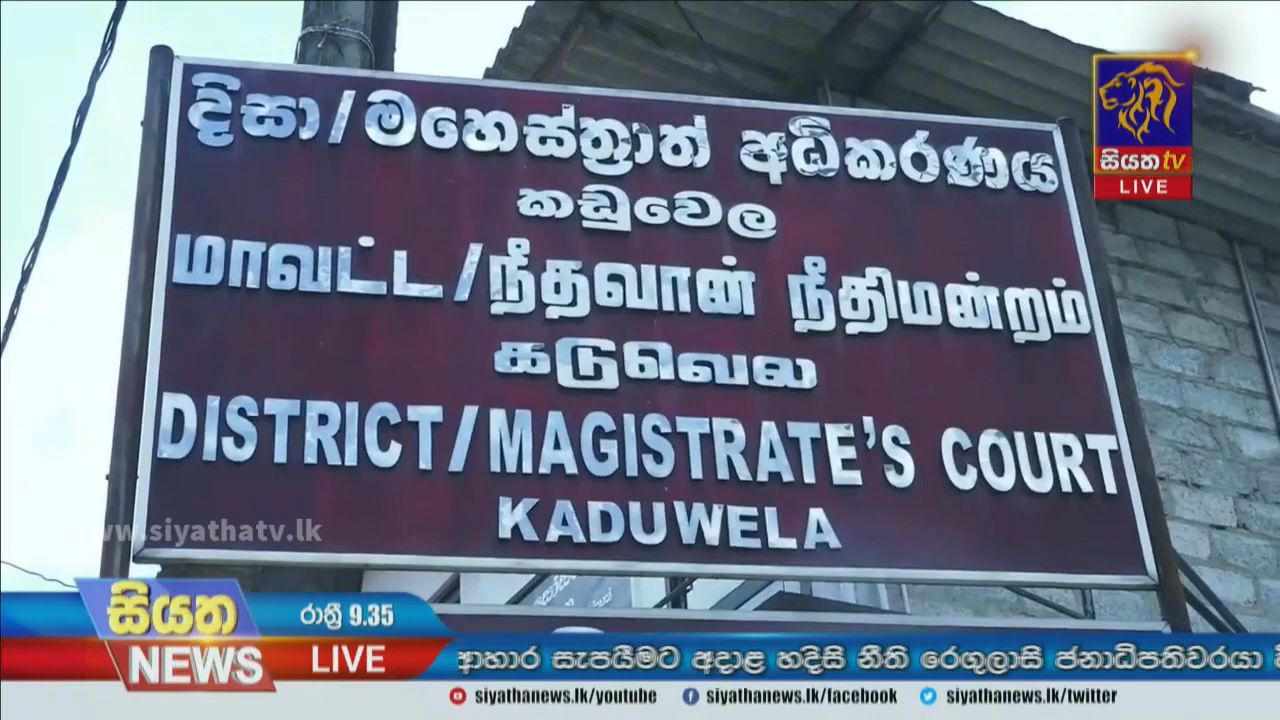 දිසා/මහෙස්ත්‍රාත් අධිකරණය
කඩුවෙල
மாவட்ட/நீதவான் நீதிமன்றம்
கடுவெல
DISTRICT/MAGISTRATE'S COURT
KADUWELA
සියත tv
LIVE
www.siyathatv.lk
සියත
NEWS
රාත්‍රී 9.35
LIVE
ආහාර සැපයීමට අදාළ හදිසි නීති රෙගුලාසි ජනාධිපතිවරයා
siyathanews.lk/youtube
siyathanews.lk/facebook
siyathanews.lk/twitter